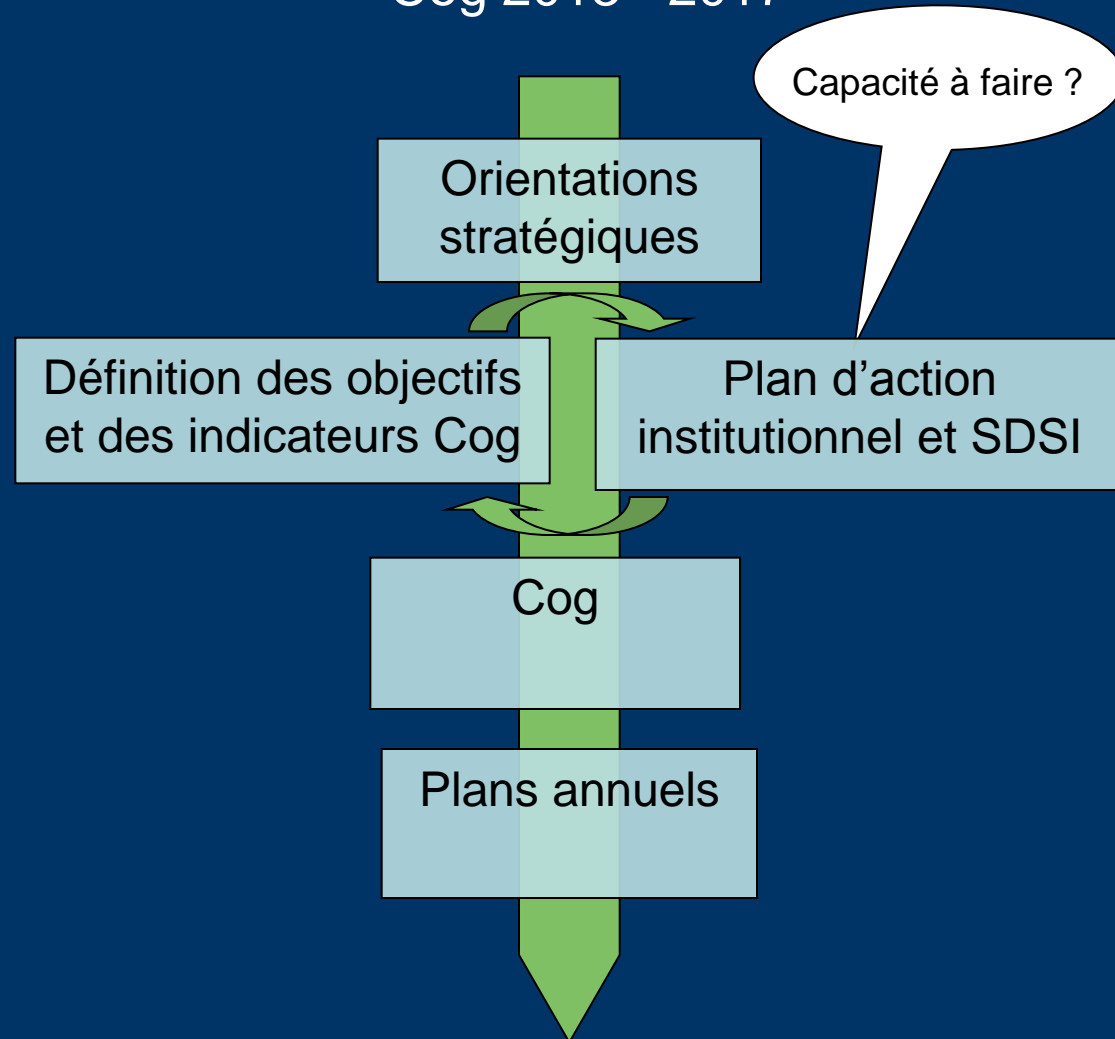 Capacité à faire ?
Orientations
stratégiques
Définition des objectifs
et des indicateurs Cog
Plan d’action
institutionnel et SDSI
Cog
Plans annuels